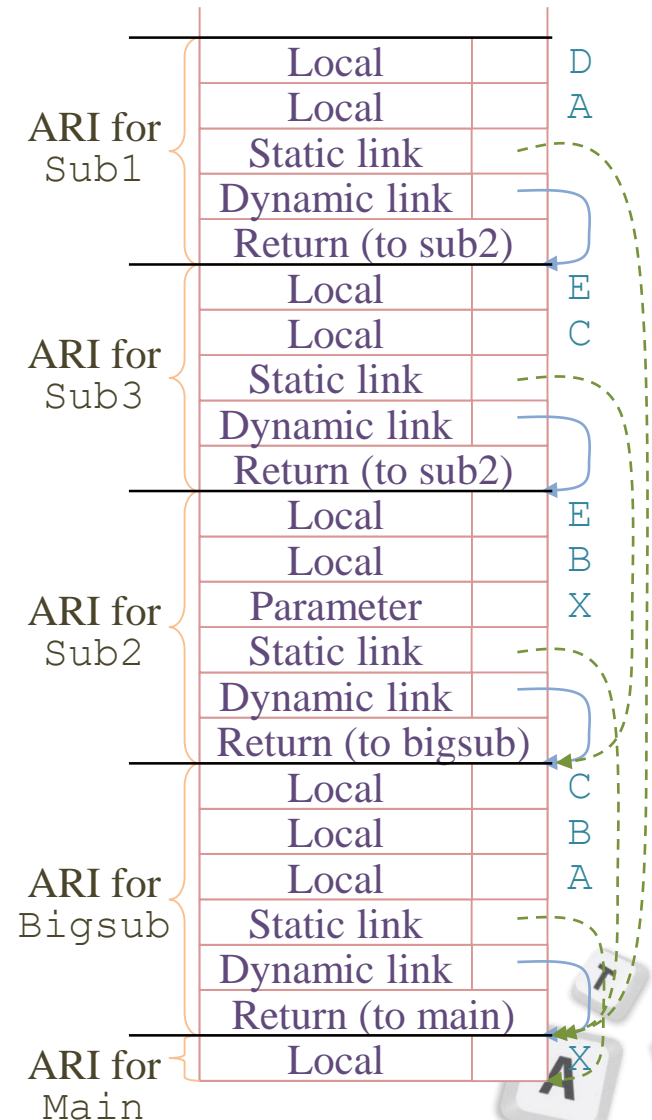 Local D
Local A
ARI for
Sub1
Static link
Dynamic link
Return (to sub2)
Local E
Local C
ARI for
Sub3
Static link
Dynamic link
Return (to sub2)
Local E
Local B
Parameter X
ARI for
Sub2
Static link
Dynamic link
Return (to bigsub)
Local C
Local B
Local A
ARI for
Bigsub
Static link
Dynamic link
Return (to main)
Local X
ARI for
Main
T
A